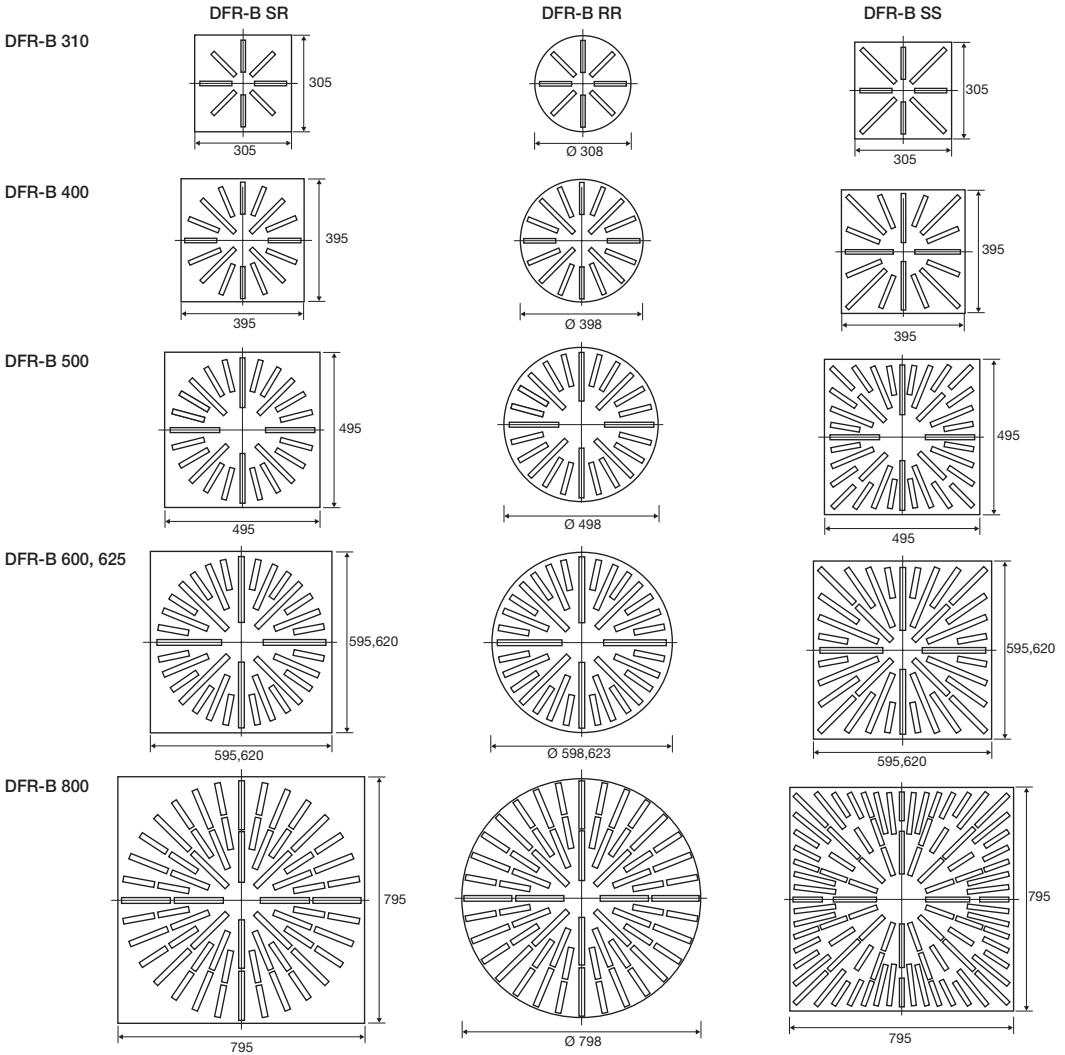 DFR-B SR
DFR-B RR
DFR-B SS
DFR-B 310
305
305
Ø 308
305
305
DFR-B 400
395
395
Ø 398
395
395
DFR-B 500
495
495
Ø 498
495
495
DFR-B 600, 625
595,620
595,620
Ø 598,623
595,620
595,620
DFR-B 800
795
795
Ø 798
795
795